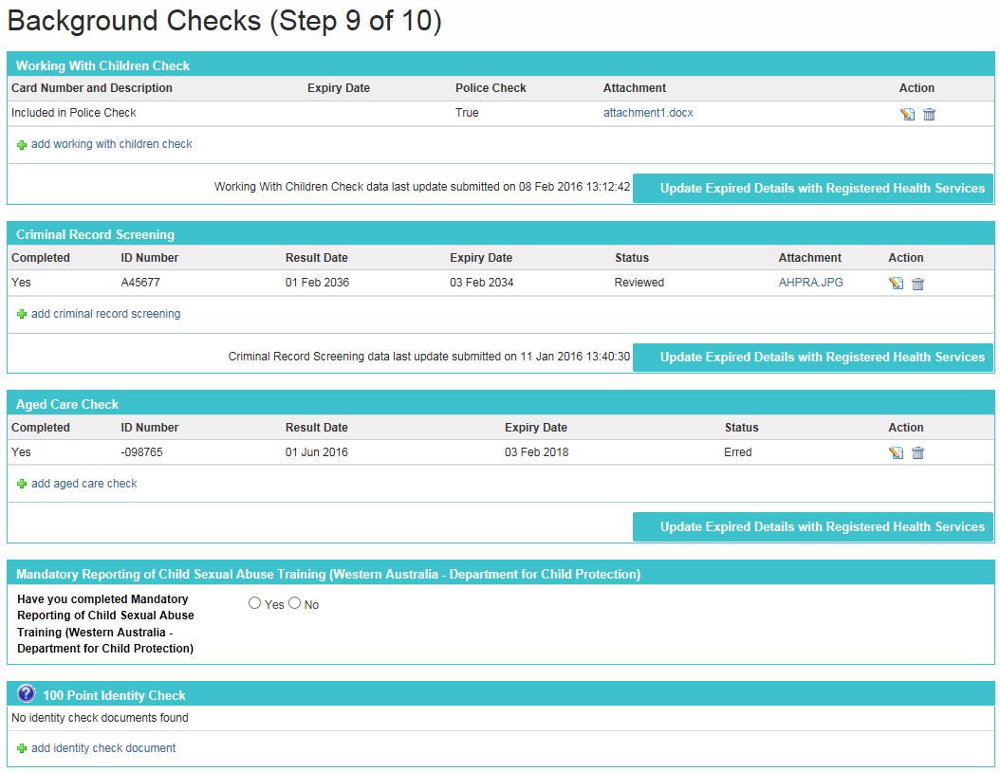 Background Checks (Step 9 of 10)
Working With Children Check
Card Number and Description Expiry Date Police Check Attachment Action
Included in Police Check True attachment1.docx
add working with children check
Working With Children Check data last update submitted on 08 Feb 2016 13:12:42 Update Expired Details with Registered Health Services
Criminal Record Screening
Completed ID Number Result Date Expiry Date Status Attachment Action
Yes A45677 01 Feb 2036 03 Feb 2034 Reviewed AHPRA.JPG
add criminal record screening
Criminal Record Screening data last update submitted on 11 Jan 2016 13:40:30 Update Expired Details with Registered Health Services
Aged Care Check
Completed ID Number Result Date Expiry Date Status Action
Yes -098765 01 Jun 2016 03 Feb 2018 Erred
add aged care check
Update Expired Details with Registered Health Services
Mandatory Reporting of Child Sexual Abuse Training (Western Australia - Department for Child Protection)
Have you completed Mandatory
Reporting of Child Sexual Abuse
Training (Western Australia -
Department for Child Protection)
Yes No
? 100 Point Identity Check
No identity check documents found
add identity check document